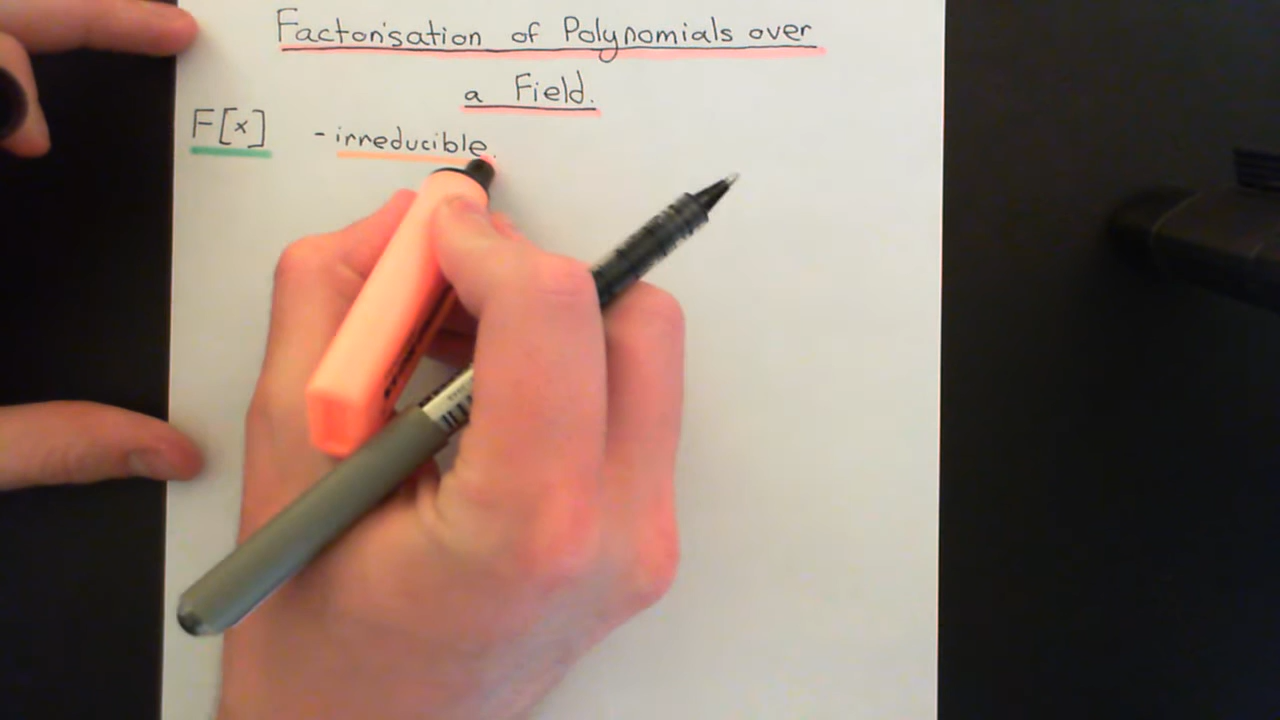 Factorisation of Polynomials over
a Field.
F[x] - irreducible.